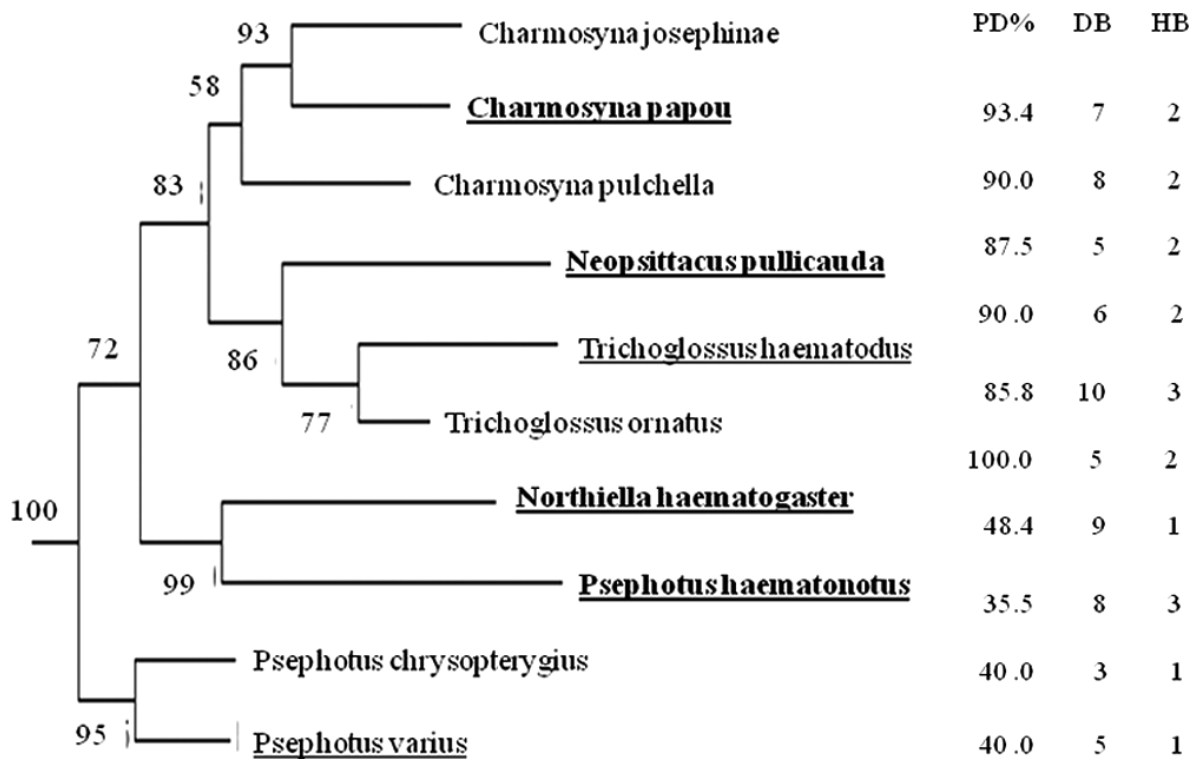 PD% DB HB
93 Charmosyna josephinae
58
Charmosyna papou 93.4 7 2
83 Charmosyna pulchella 90.0 8 2
Neopsittacus pullicauda 87.5 5 2
90 .0 6 2
72 Trichoglossus haematodus
86
85.8 10 3
77 Trichoglossus ornatus
100.0 5 2
100 Northiella haematogaster
48.4 9 1
99 Psephotus haematonotus
35.5 8 3
Psephotus chrysopterygius 40 .0 3 1
95 Psephotus varius 40.0 5 1